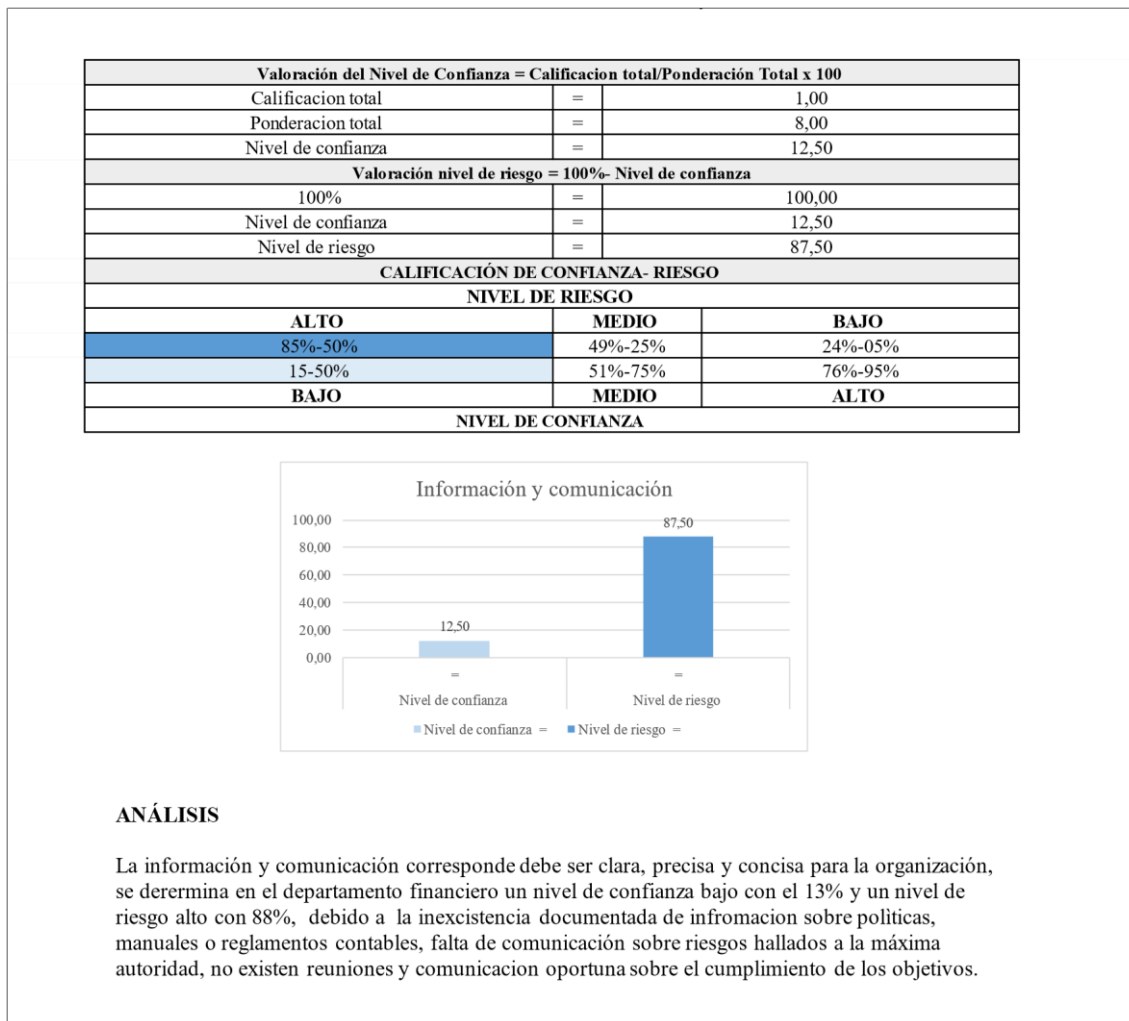 Valoración del Nivel de Confianza = Calificacion total/Ponderación Total x 100
Calificacion total = 1,00
Ponderacion total = 8,00
Nivel de confianza = 12,50
Valoración nivel de riesgo = 100%- Nivel de confianza
100% = 100,00
Nivel de confianza = 12,50
Nivel de riesgo = 87,50
CALIFICACIÓN DE CONFIANZA- RIESGO
NIVEL DE RIESGO
ALTO MEDIO BAJO
85%-50% 49%-25% 24%-05%
15-50% 51%-75% 76%-95%
BAJO MEDIO ALTO
NIVEL DE CONFIANZA
Información y comunicación
100,00
80,00
60,00
40,00
20,00
0,00
12,50
87,50
= =
Nivel de confianza Nivel de riesgo
Nivel de confianza = Nivel de riesgo =
ANÁLISIS
La información y comunicación corresponde debe ser clara, precisa y concisa para la organización,
se derermina en el departamento financiero un nivel de confianza bajo con el 13% y un nivel de
riesgo alto con 88%, debido a la inexcistencia documentada de infromacion sobre polìticas,
manuales o reglamentos contables, falta de comunicación sobre riesgos hallados a la máxima
autoridad, no existen reuniones y comunicacion oportuna sobre el cumplimiento de los objetivos.